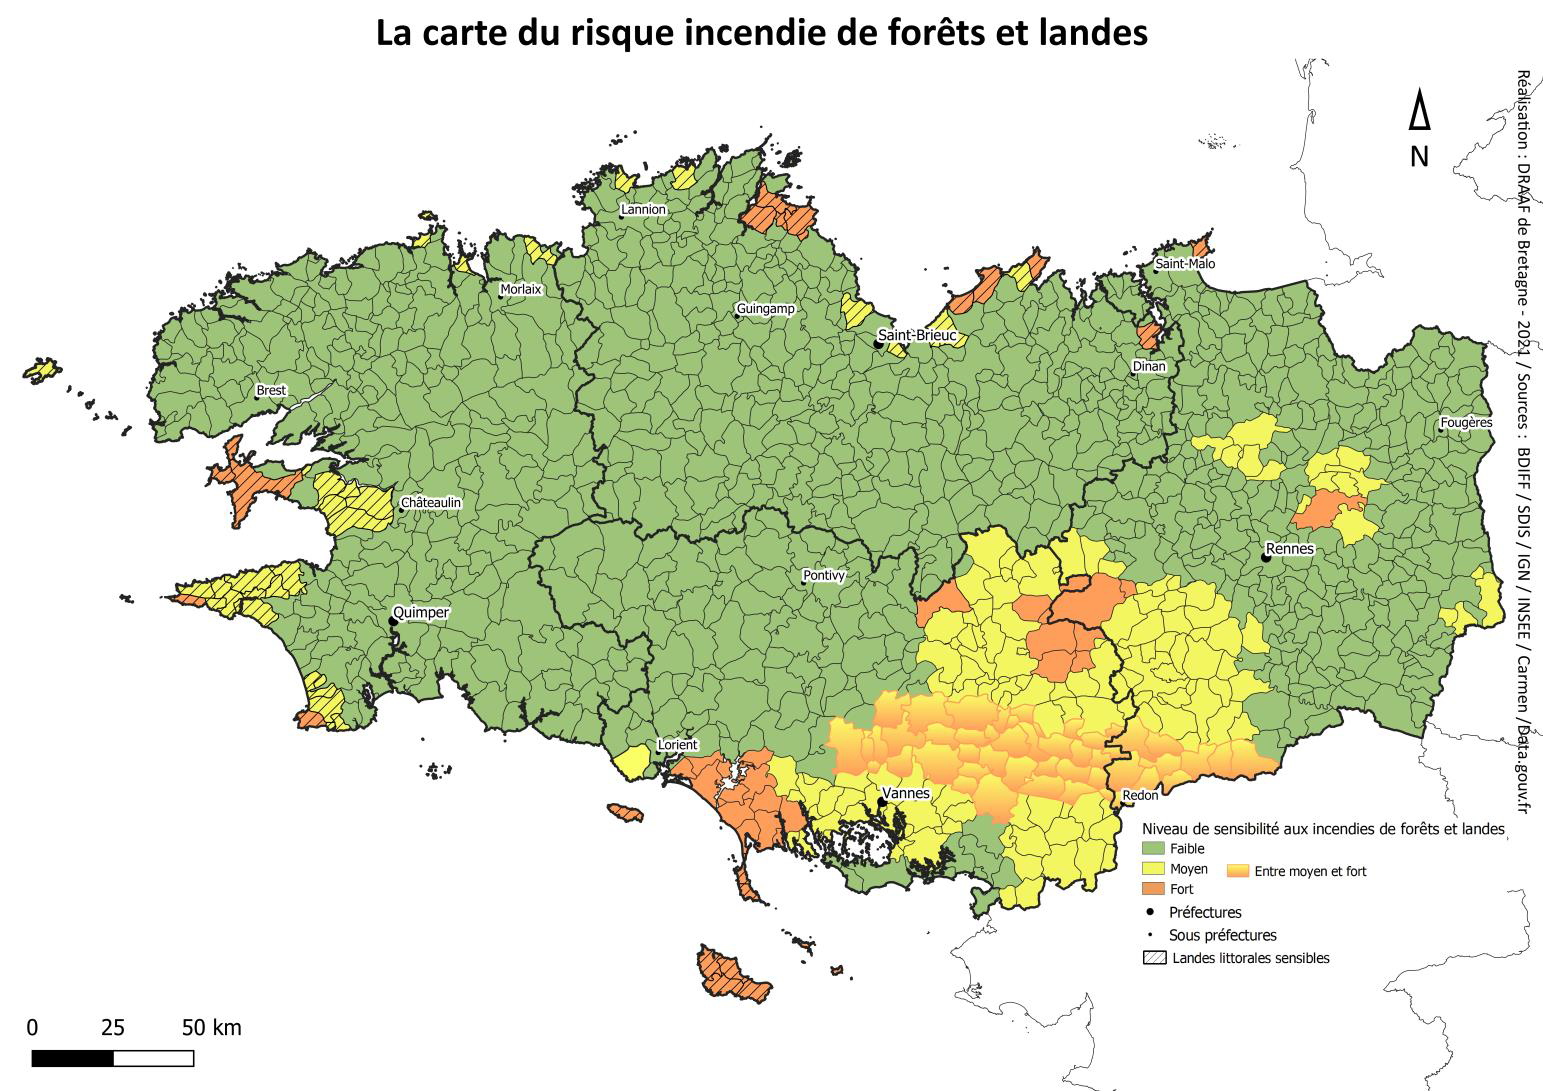 La carte du risque incendie de forêts et landes
Réalisation : DRAAF de Bretagne - 2021 / Sources : BDIFF / SDIS / IGN / INSEE / Carmen /Data.gouv.fr
N
Lannion
Saint-Malo
Morlaix
Guingamp
Saint-Brieuc
Dinan
Brest
Fougères
Châteaulin
Rennes
Pontivy
Quimper
Lorient
Vannes
Redon
Niveau de sensibilité aux incendies de forêts et landes
Faible
Moyen
Entre moyen et fort
Fort
Préfectures
Sous préfectures
Landes littorales sensibles
0 25 50 km